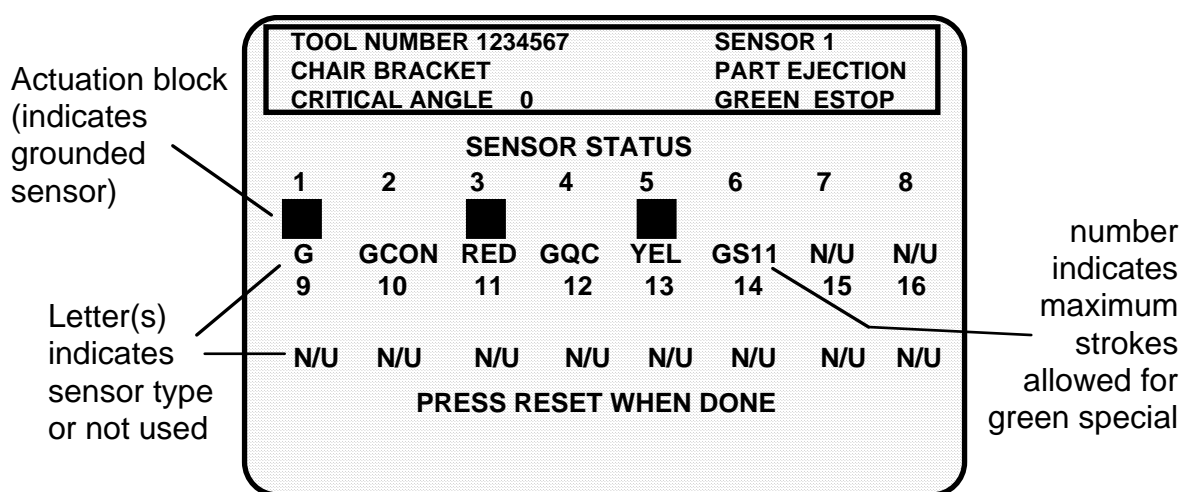 TOOL NUMBER 1234567 SENSOR 1
CHAIR BRACKET PART EJECTION
CRITICAL ANGLE 0 GREEN ESTOP
SENSOR STATUS
1 2 3 4 5 6 7 8
G GCON RED GQC YEL GS11 N/U N/U
9 10 11 12 13 14 15 16
N/U N/U N/U N/U N/U N/U N/U N/U
PRESS RESET WHEN DONE
Actuation block
(indicates
grounded
sensor)
Letter(s)
indicates
sensor type
or not used
number
indicates
maximum
strokes
allowed for
green special